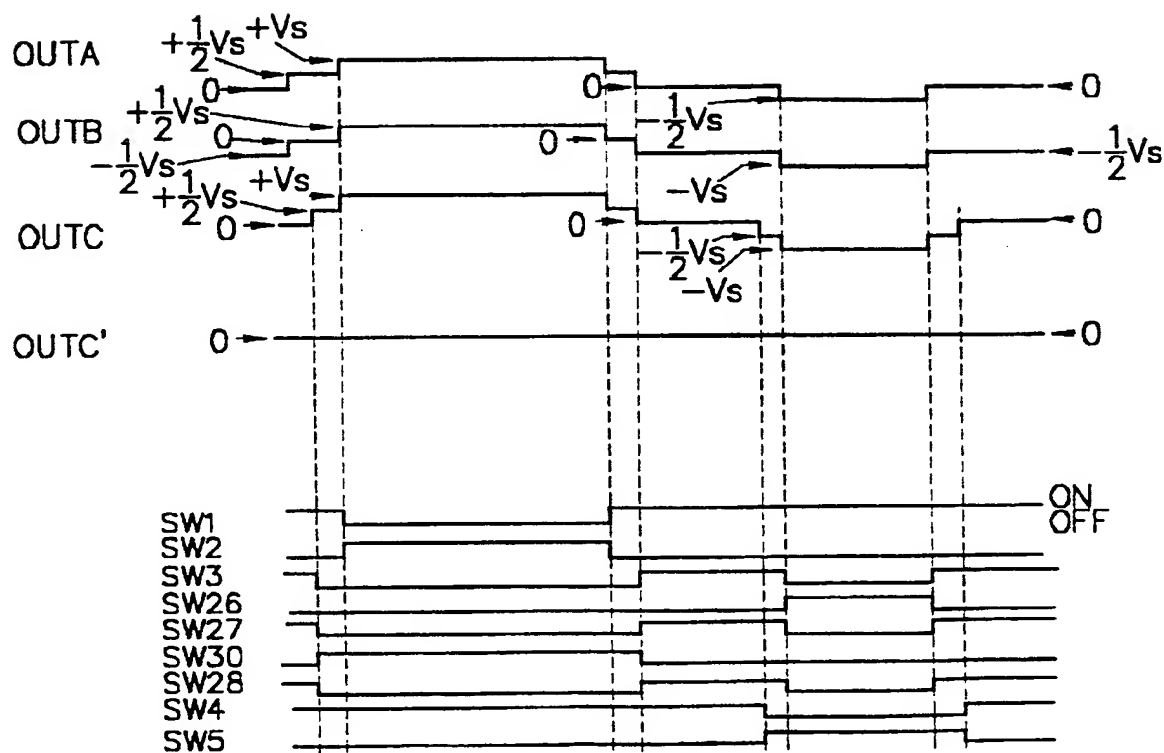 +1/2Vs +Vs
OUTA
0 0 0
-1/2Vs
+1/2Vs
OUTB 0 0
-1/2Vs -Vs -1/2Vs
+1/2Vs +Vs
0 0 0
OUTC
-1/2Vs
-Vs
OUTC' 0 0
ON
SW1 OFF
SW2
SW3
SW26
SW27
SW30
SW28
SW4
SW5